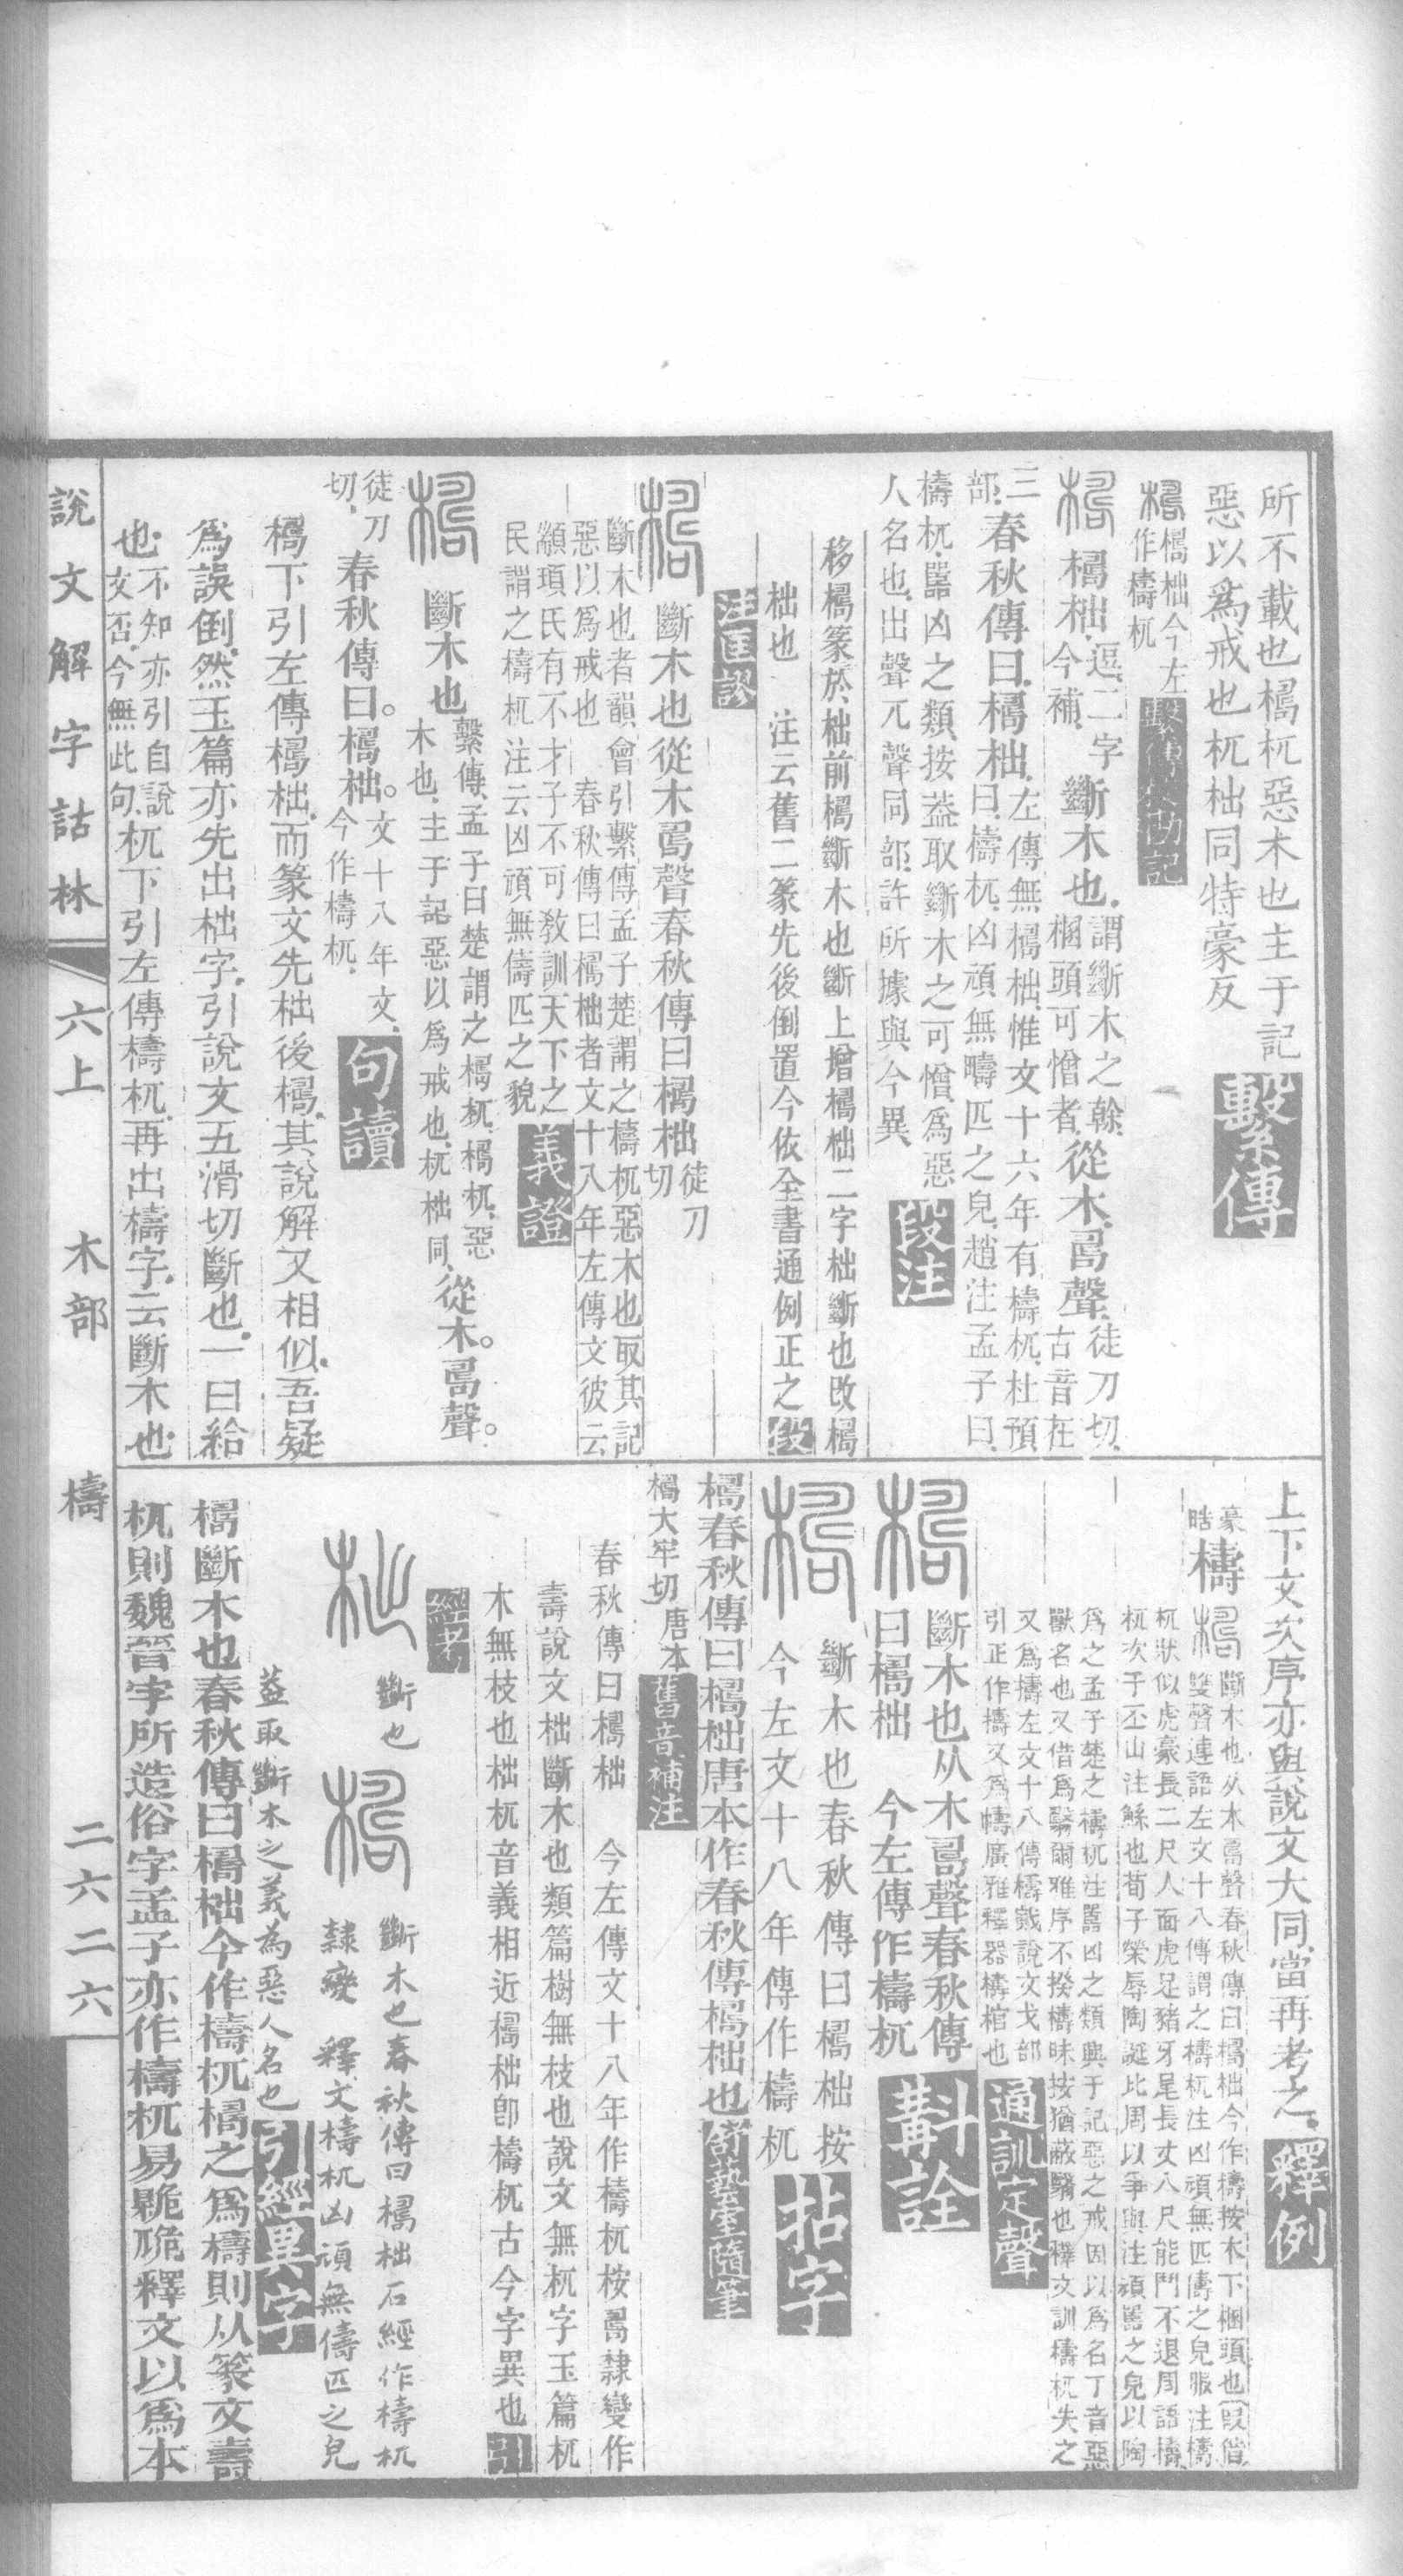 所不載也檮杌惡木也主于記
惡以爲戒也杌柮同特豪反 繫傳
檮柮今左
作檮杌
檮柮逗二字
今補斷木也謂斷木之榦
梱頭可憎者從木𠷎聲徒刀切
古音在
三
部春秋傳曰檮柮左傳無檮柮惟文十六年有檮杌杜預
曰檮杌凶頑無疇匹之皃趙注孟子曰
檮杌嚚凶之類按葢取斷木之可憎爲惡
人名也出聲兀聲同部許所據與今異 段注
移檮篆於柮前檮斷木也斷上增檮柮二字柮斷也改檮
柮也 注云舊二篆先後倒置今依全書通例正之 段
注匡謬
斷木也從木𠷎聲春秋傳曰檮柮徒刀
切
斷木也者韻會引繫傳孟子楚謂之檮杌惡木也取其記
惡以爲戒也 春秋傳曰檮柮者文十八年左傳文彼云
顓頊氏有不才子不可敎訓天下之
民謂之檮杌注云凶頑無儔匹之貌 義證
斷木也繫傳孟子曰楚謂之檮杌檮杌惡
木也主于記惡以爲戒也杌柮同從木。𠷎聲。
徒刀
切春秋傳曰。檮柮。文十八年文
今作檮杌 句讀
檮下引左傳檮柮而篆文先柮後檮其說解又相似吾疑
爲誤倒然玉篇亦先出柮字引說文五滑切斷也一曰給
也不知亦引自說
文否今無此句杌下引左傳檮杌再出檮字云斷木也
說文解字詁林 六上 木部 檮 二六二六
上下文次序亦與說文大同當再考之 釋例
豪
晧檮斷木也从木𠷎聲春秋傳曰檮柮今作檮按木下梱頭也
雙聲連語左文十八傳謂之檮杌注凶頑無匹儔之皃服注檮
杌狀似虎豪長二尺人面虎足豬牙尾長丈八尺能鬥不退周語檮
杌次于丕山注鯀也荀子榮辱陶誕比周以爭與注頑嚚之皃以陶
爲之孟子楚之檮杌注嚚凶之類興于記惡之戒因以爲名丁音惡
獸名也又借爲翳爾雅序不揆檮昧按猶蔽翳也釋文訓檮杌失之
又爲擣左文十八傳檮戭說文戈部
引正作擣又爲幬廣雅釋器檮棺也 通訓定聲
斷木也从木𠷎聲春秋傳
曰檮柮 今左傳作檮杌 斠詮
斷木也春秋傳曰檮柮按
今左文十八年傳作檮杌 拈字
檮春秋傳曰檮柮唐本作春秋傳檮柮也 舒藝室隨筆
檮大牢切唐本 舊音補注
春秋傳曰檮柮 今左傳文十八年作檮杌桉𠷎隸變作
壽說文柮斷木也類篇樹無枝也說文無杌字玉篇杌
木無枝也柮杌音義相近檮柮卽檮杌古今字異也 引
經考
斷也 斷木也春秋傳曰檮柮石經作檮杌
隸變 釋文檮杌凶頑無儔匹之皃
葢取斷木之義為惡人名也 引經異字
檮斷木也春秋傳曰檮柮今作檮杌檮之爲檮則从篆文壽
杌則魏晉字所造俗字孟子亦作檮杌易臲卼釋文以爲本